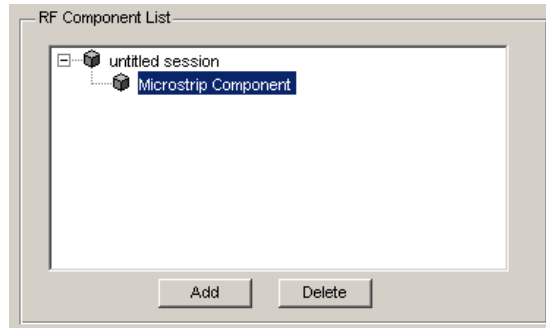 RF Component List
untitled session
Microstrip Component
Add Delete